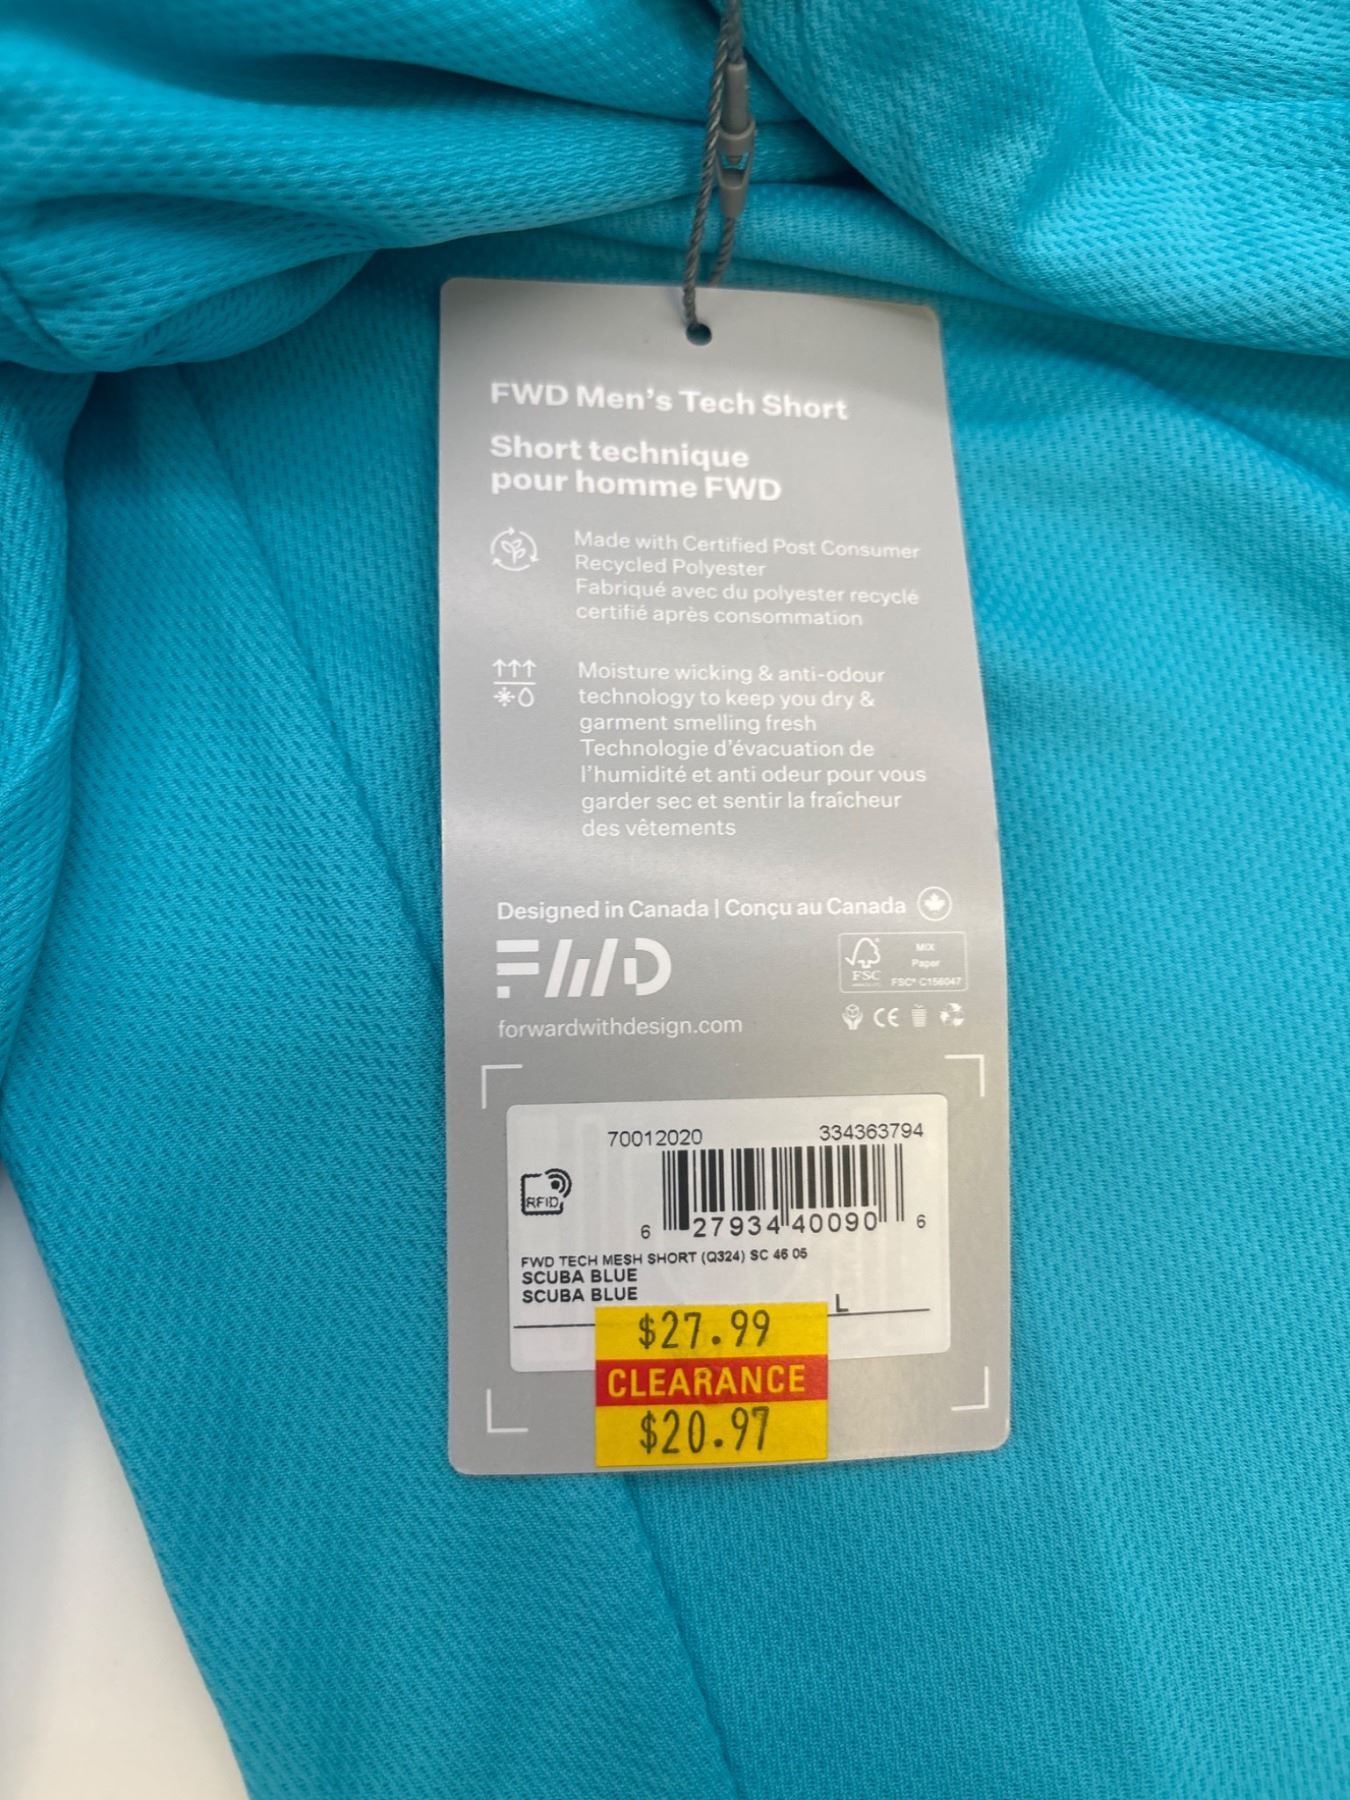 FWD Men's Tech Short
Short technique
pour homme FWD
Made with Certified Post Consumer
Recycled Polyester
Fabriqué avec du polyester recyclé
certifié après consommation
Moisture wicking & anti-odour
technology to keep you dry &
garment smelling fresh
Technologie d'évacuation de
l'humidité et anti odeur pour vous
garder sec et sentir la fraîcheur
des vêtements
Designed in Canada | Conçu au Canada
FWD
forwardwithdesign.com
FSC
MIX
Paper
FSC® C156047
CE
70012020 334363794
RFID
6 27934 40090 6
FWD TECH MESH SHORT (Q324) SC 46 05
SCUBA BLUE
SCUBA BLUE
L
$27.99
CLEARANCE
$20.97